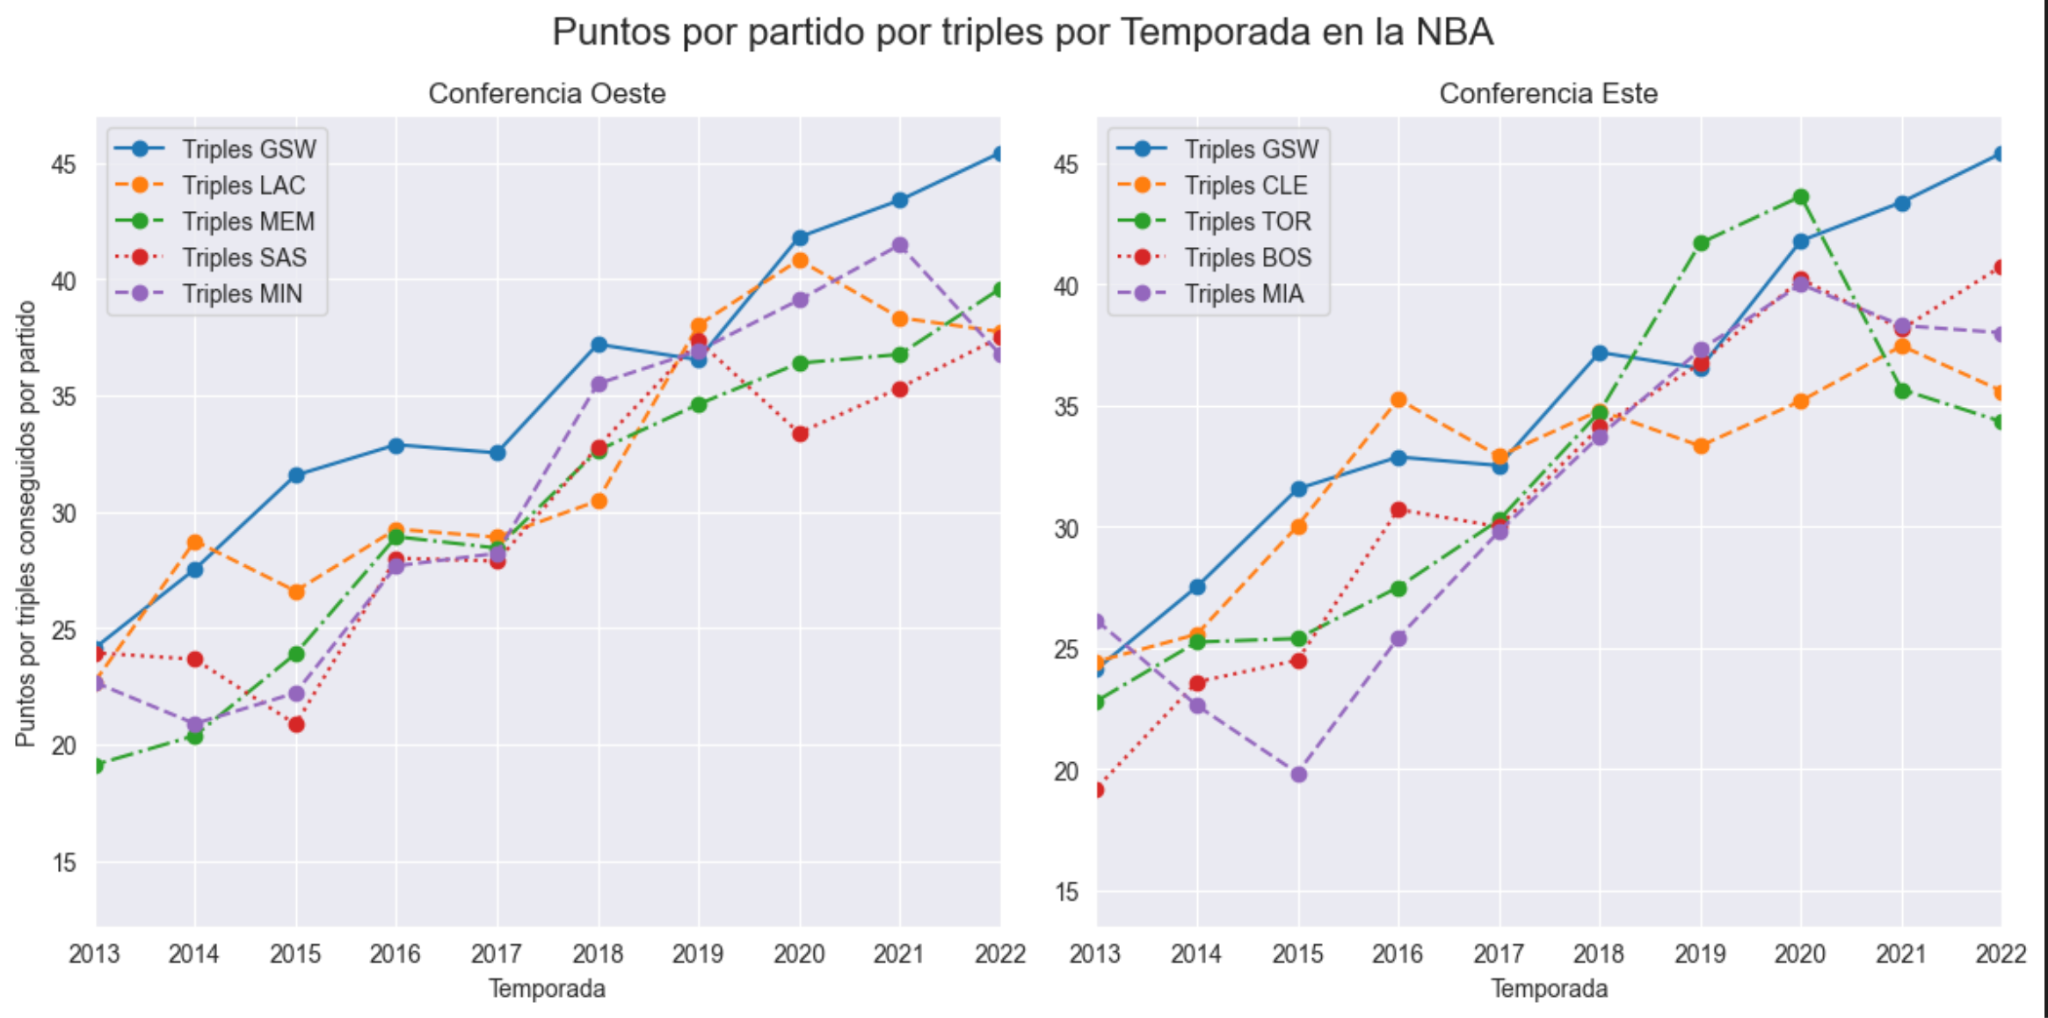 Puntos por partido por triples por Temporada en la NBA
Conferencia Oeste
Triples GSW
Triples LAC
Triples MEM
Triples SAS
Triples MIN
45
40
35
30
25
20
15
Puntos por triples conseguidos por partido
2013 2014 2015 2016 2017 2018 2019 2020 2021 2022
Temporada
Conferencia Este
Triples GSW
Triples CLE
Triples TOR
Triples BOS
Triples MIA
45
40
35
30
25
20
15
2013 2014 2015 2016 2017 2018 2019 2020 2021 2022
Temporada